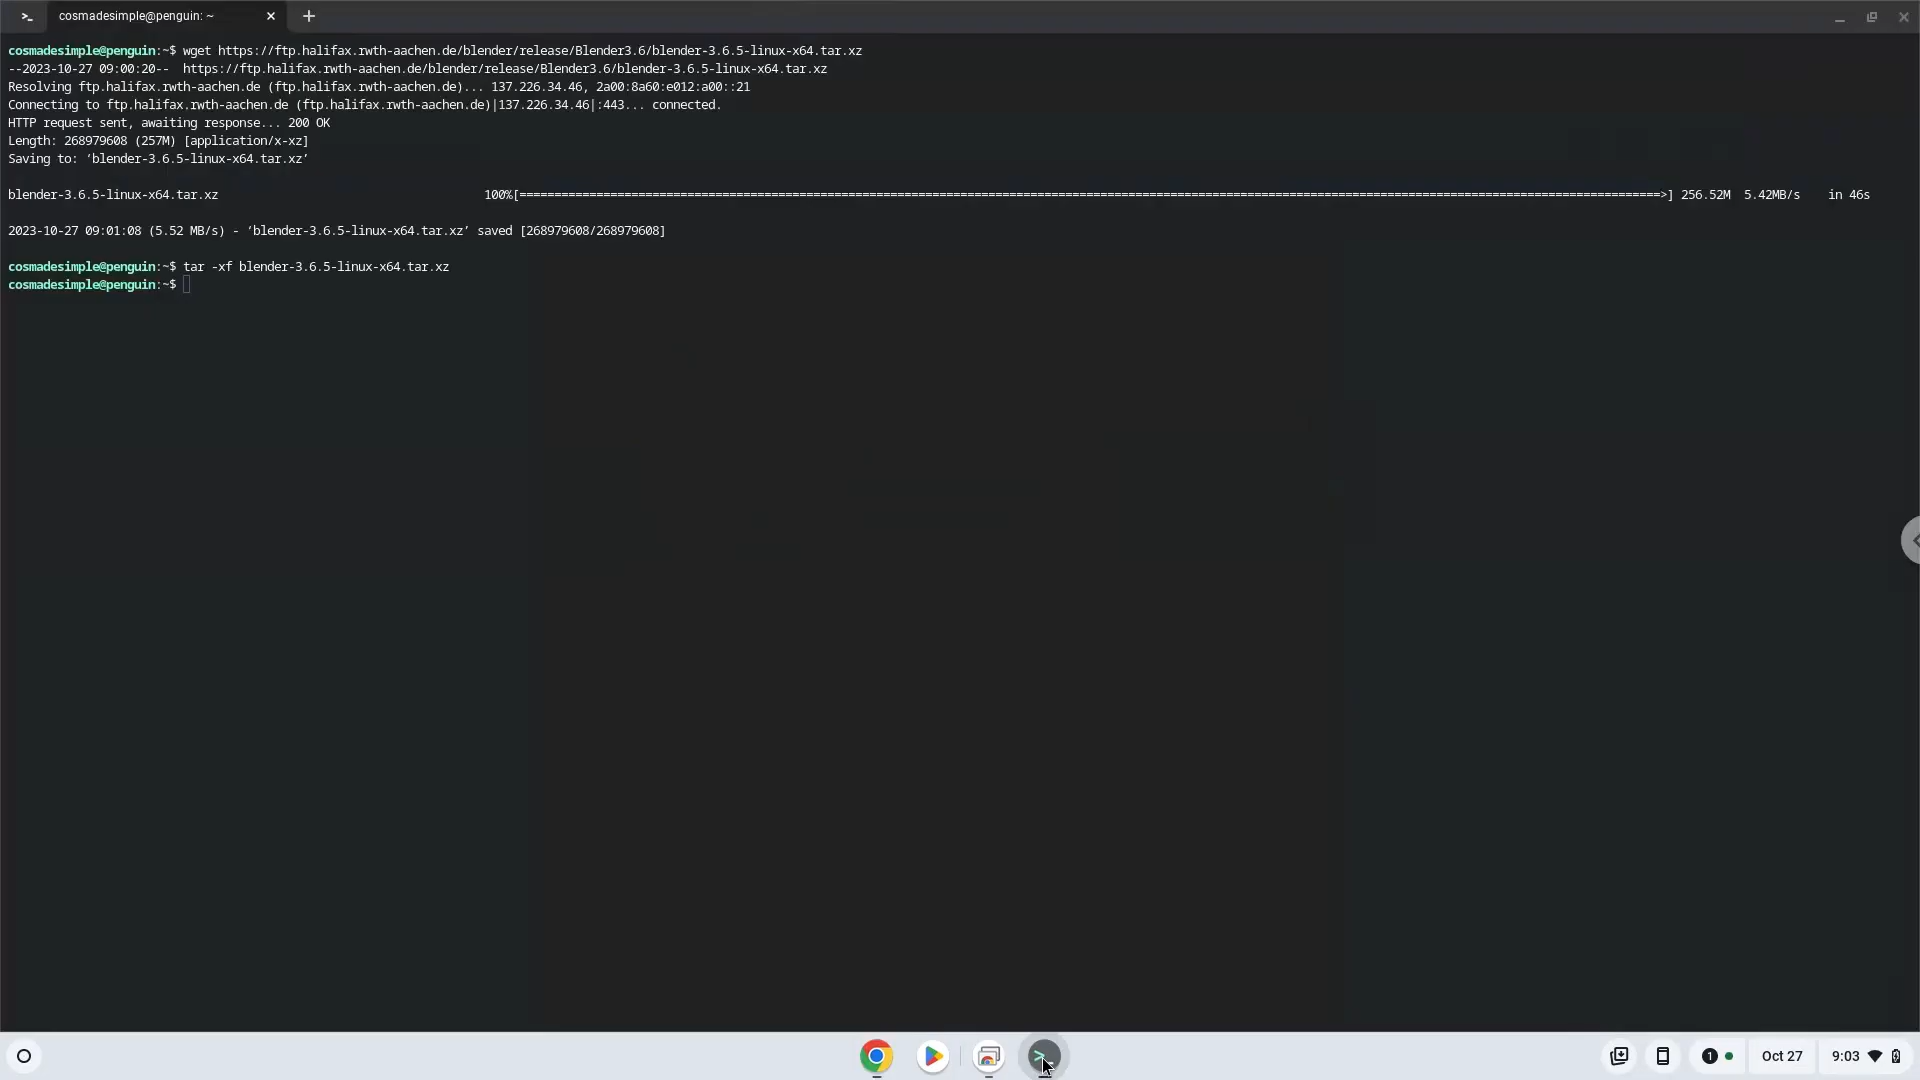 cosmadesimple@penguin: ~
cosmadesimple@penguin:~$ wget https://ftp.halifax.rwth-aachen.de/blender/release/Blender3.6/blender-3.6.5-linux-x64.tar.xz
--2023-10-27 09:00:20--  https://ftp.halifax.rwth-aachen.de/blender/release/Blender3.6/blender-3.6.5-linux-x64.tar.xz
Resolving ftp.halifax.rwth-aachen.de (ftp.halifax.rwth-aachen.de)... 137.226.34.46, 2a00:8a60:e012:a00::21
Connecting to ftp.halifax.rwth-aachen.de (ftp.halifax.rwth-aachen.de)|137.226.34.46|:443... connected.
HTTP request sent, awaiting response... 200 OK
Length: 268979608 (257M) [application/x-xz]
Saving to: ‘blender-3.6.5-linux-x64.tar.xz’
blender-3.6.5-linux-x64.tar.xz 100%[===================================================>] 256.52M 5.42MB/s in 46s
2023-10-27 09:01:08 (5.52 MB/s) - ‘blender-3.6.5-linux-x64.tar.xz’ saved [268979608/268979608]
cosmadesimple@penguin:~$ tar -xf blender-3.6.5-linux-x64.tar.xz
cosmadesimple@penguin:~$
1 Oct 27 9:03